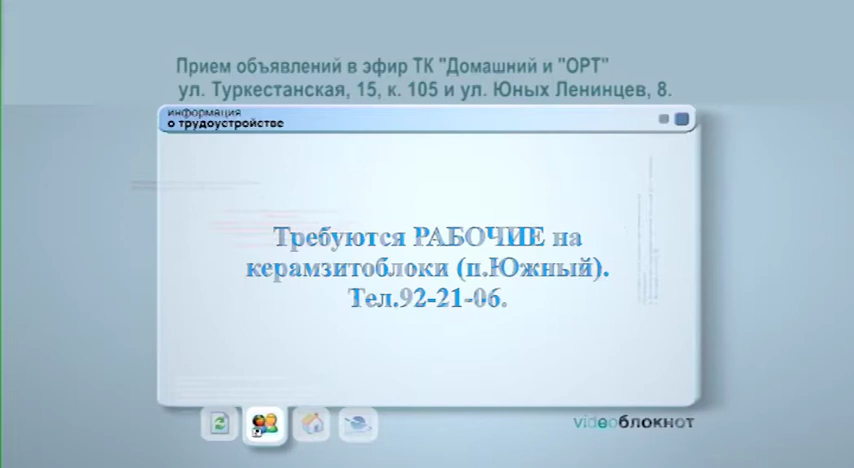 Прием объявлений в эфир ТК "Домашний и "ОРТ"
ул. Туркестанская, 15, к. 105 и ул. Юных Ленинцев, 8.
информация
о трудоустройстве
Требуются РАБОЧИЕ на
керамзитоблоки (п.Южный).
Тел.92-21-06.
videoблокнот